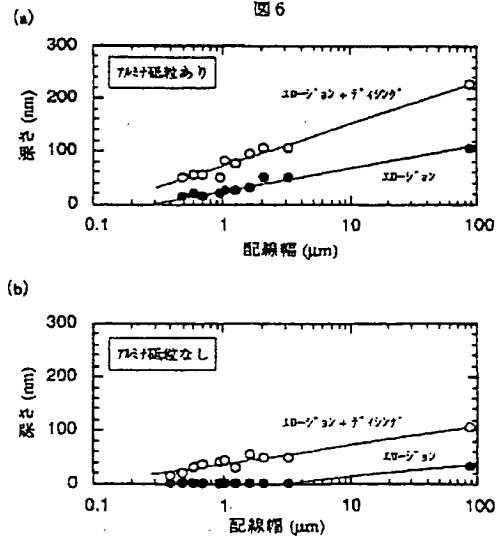 図6
(a)
300
アルミナ砥粒あり
エロージョン + ディシング
200
深さ (nm)
100
エロージョン
0
0.1
1
10
100
配線幅 (μm)
(b)
300
アルミナ砥粒なし
200
深さ (nm)
エロージョン + ディシング
100
エロージョン
0
0.1
1
10
100
配線幅 (μm)